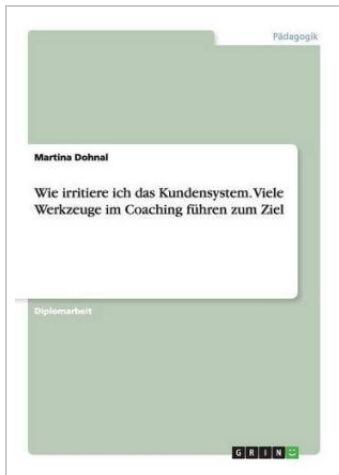 Pädagogik
Martina Dohnal
Wie irritiere ich das Kundensystem. Viele
Werkzeuge im Coaching führen zum Ziel
Diplomarbeit
GRIN